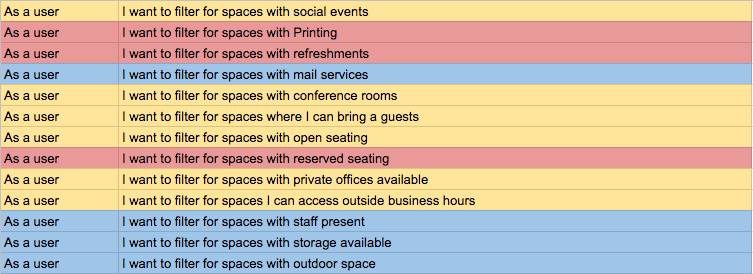 As a user I want to filter for spaces with social events
As a user I want to filter for spaces with Printing
As a user I want to filter for spaces with refreshments
As a user I want to filter for spaces with mail services
As a user I want to filter for spaces with conference rooms
As a user I want to filter for spaces where I can bring a guests
As a user I want to filter for spaces with open seating
As a user I want to filter for spaces with reserved seating
As a user I want to filter for spaces with private offices available
As a user I want to filter for spaces I can access outside business hours
As a user I want to filter for spaces with staff present
As a user I want to filter for spaces with storage available
As a user I want to filter for spaces with outdoor space